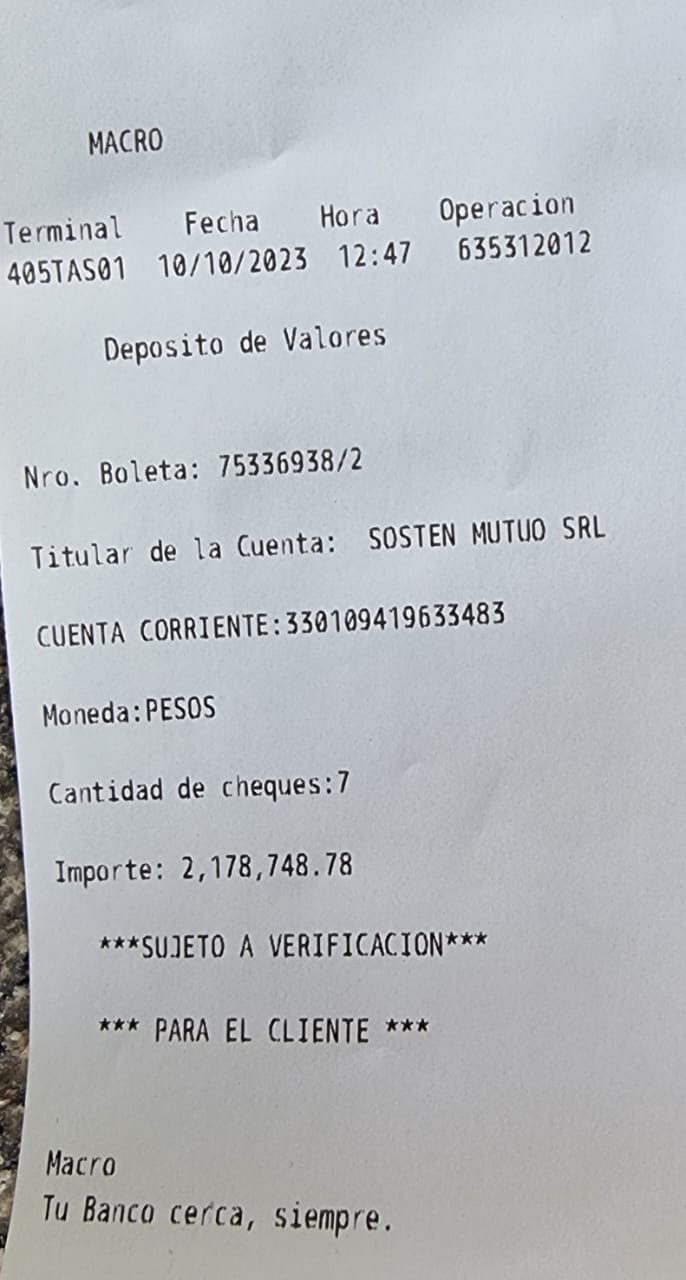 MACRO
Terminal Fecha Hora Operacion
405TAS01 10/10/2023 12:47 635312012
Deposito de Valores
Nro. Boleta: 75336938/2
Titular de la Cuenta: SOSTEN MUTUO SRL
CUENTA CORRIENTE:330109419633483
Moneda:PESOS
Cantidad de cheques:7
Importe: 2,178,748.78
***SUJETO A VERIFICACION***
*** PARA EL CLIENTE ***
Macro
Tu Banco cerca, siempre.